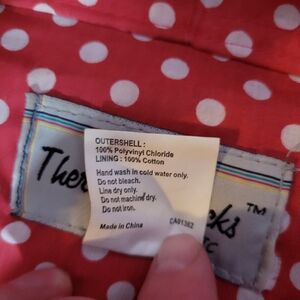 OUTERSHELL :
100% Polyvinyl Chloride
LINING : 100% Cotton
Hand wash in cold water only.
Do not bleach.
Line dry only.
Do not machine dry.
Do not iron.
CA01362
Made in China
TM